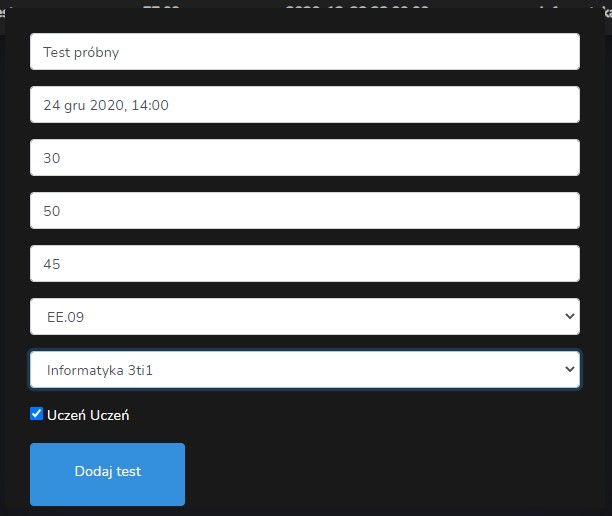 Test próbny
24 gru 2020, 14:00
30
50
45
EE.09
Informatyka 3ti1
Uczeń Uczeń
Dodaj test